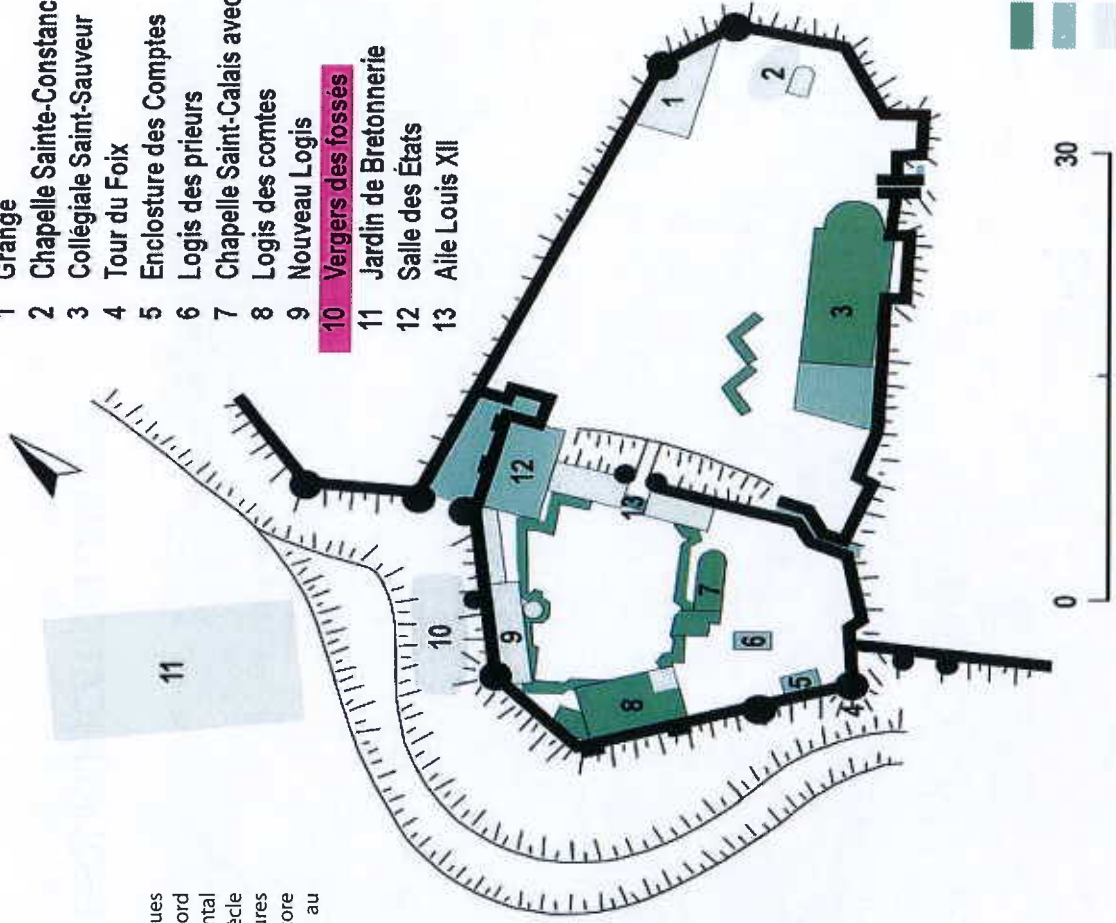 1 Grange
2 Chapelle Sainte-Constanc
3 Collégiale Saint-Sauveur
4 Tour du Foix
5 Enclosture des Comptes
6 Logis des prieurs
7 Chapelle Saint-Calais avec
8 Logis des comtes
9 Nouveau Logis
10 Vergers des fossés
11 Jardin de Bretonnerie
12 Salle des États
13 Aile Louis XII
ues
ord
ntal
ècle
ures
ore
au
11
10
9
12
13
8
7
6
5
4
1
2
3
0
30